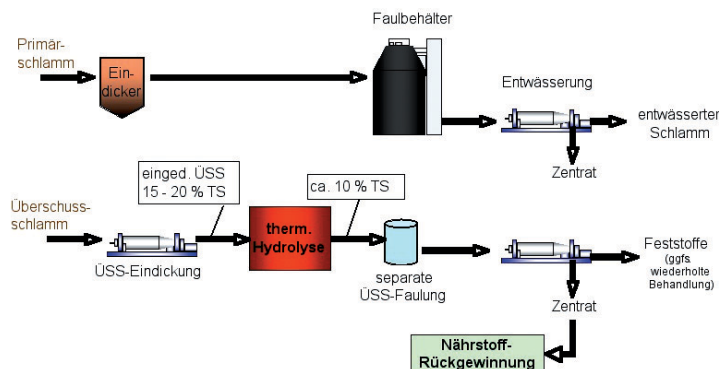 Faulbehälter
Primär-
schlamm
Ein-
dicker
Entwässerung
entwässerter
Schlamm
Zentrat
einged. ÜSS
15 - 20 % TS
ca. 10 % TS
Überschuss-
schlamm
therm.
Hydrolyse
ÜSS-Eindickung
separate
ÜSS-Faulung
Feststoffe
(ggfs.
wiederholte
Behandlung)
Zentrat
Nährstoff-
Rückgewinnung